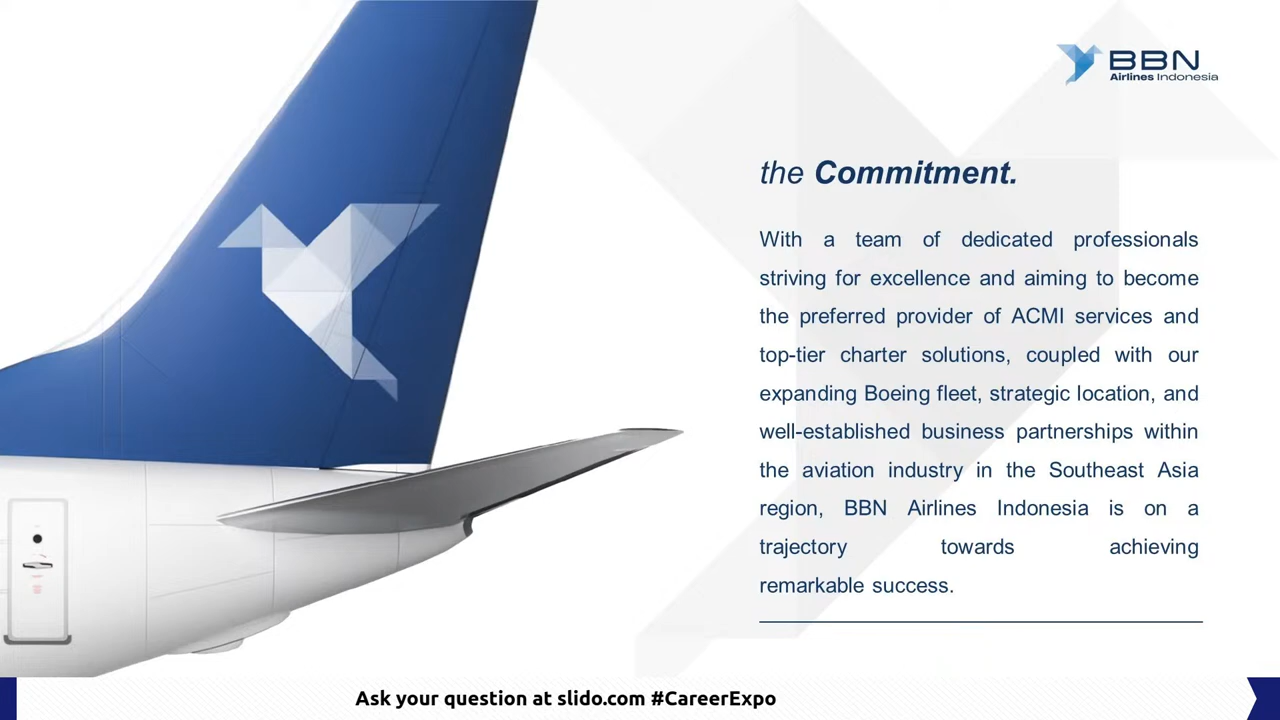 BBN
Airlines Indonesia
the Commitment.
With a team of dedicated professionals
striving for excellence and aiming to become
the preferred provider of ACMI services and
top-tier charter solutions, coupled with our
expanding Boeing fleet, strategic location, and
well-established business partnerships within
the aviation industry in the Southeast Asia
region, BBN Airlines Indonesia is on a
trajectory towards achieving
remarkable success.
Ask your question at slido.com #CareerExpo